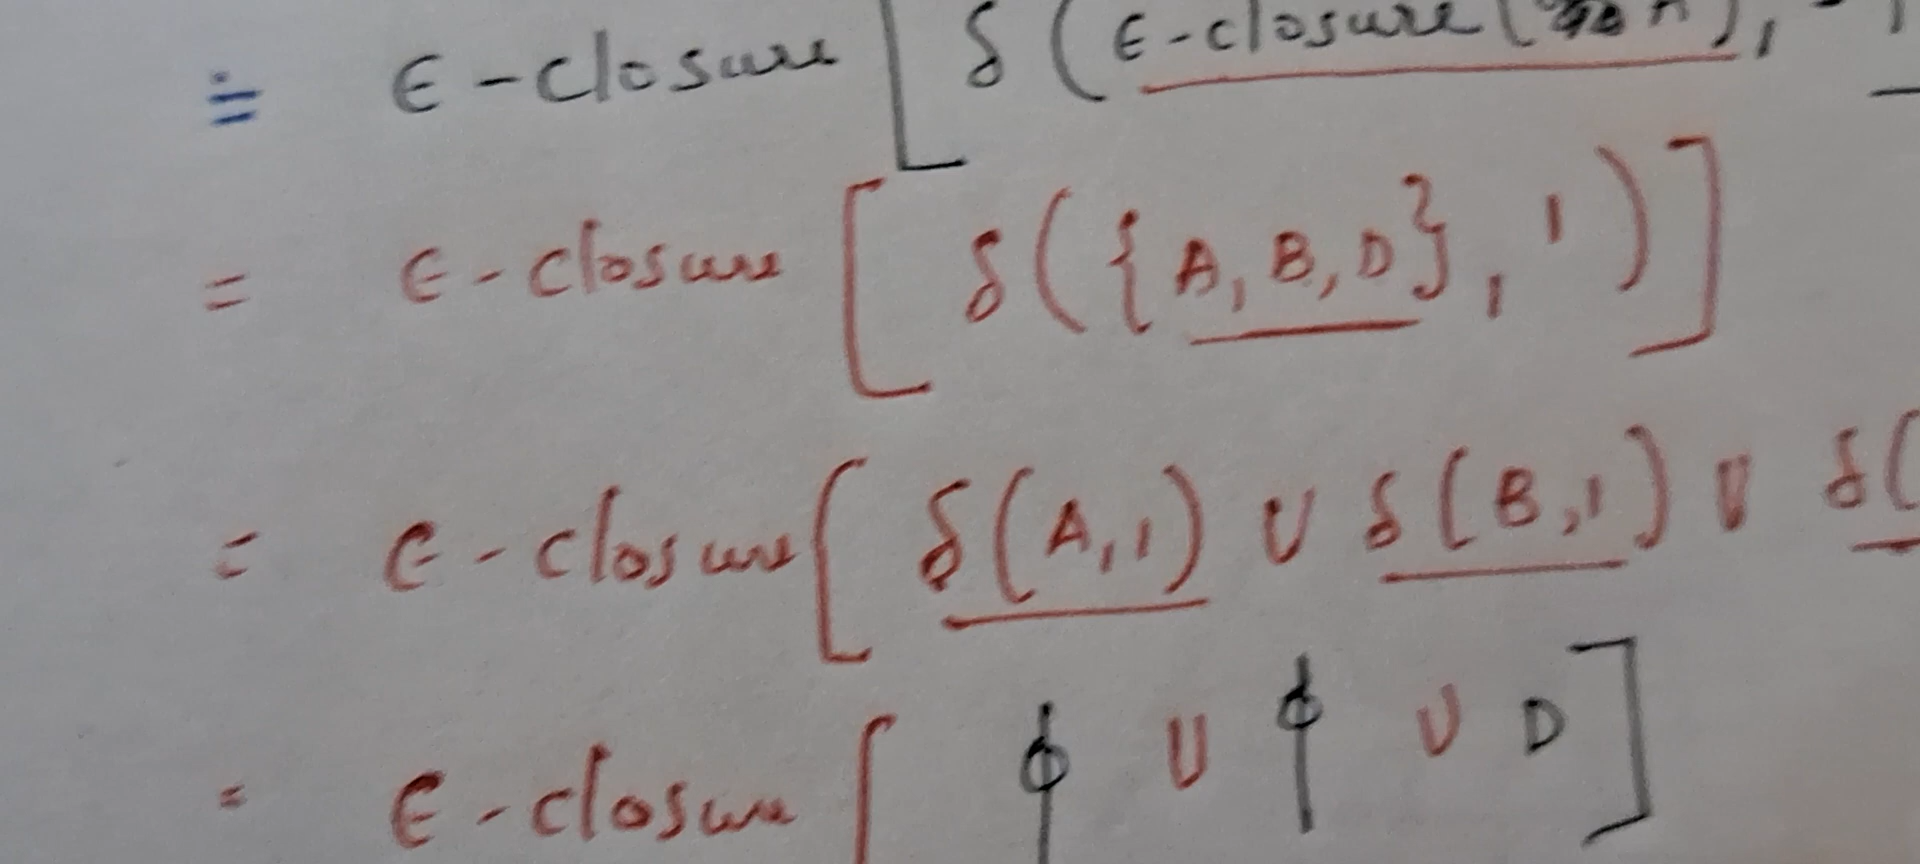 = ϵ-closure [ δ ( ϵ-closure ( A ),
= ϵ-closure [ δ ( { A, B, D }, 1 ) ]
= ϵ-closure [ δ ( A, 1 ) ∪ δ ( B, 1 ) ∪ δ (
= ϵ-closure [ ϕ ∪ ϕ ∪ D ]